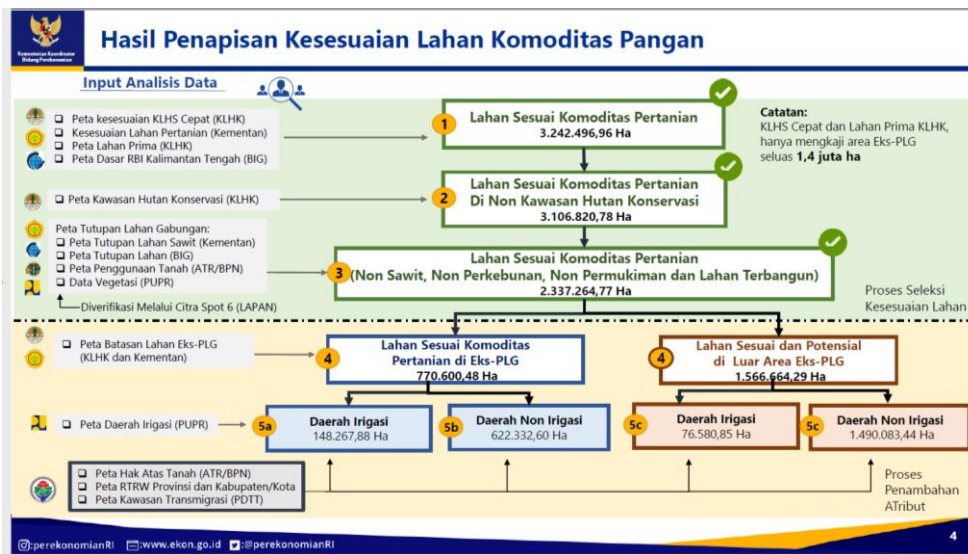 Kementerian Koordinator
Bidang Perekonomian
Hasil Penapisan Kesesuaian Lahan Komoditas Pangan
Input Analisis Data
Peta kesesuaian KLHS Cepat (KLHK)
Kesesuaian Lahan Pertanian (Kementan)
Peta Lahan Prima (KLHK)
Peta Dasar RBI Kalimantan Tengah (BIG)
1
Lahan Sesuai Komoditas Pertanian
3.242.496,96 Ha
Catatan:
KLHS Cepat dan Lahan Prima KLHK,
hanya mengkaji area Eks-PLG
seluas 1,4 juta ha
Peta Kawasan Hutan Konservasi (KLHK)
2
Lahan Sesuai Komoditas Pertanian
Di Non Kawasan Hutan Konservasi
3.106.820,78 Ha
Peta Tutupan Lahan Gabungan:
Peta Tutupan Lahan Sawit (Kementan)
Peta Tutupan Lahan (BIG)
Peta Penggunaan Tanah (ATR/BPN)
Data Vegetasi (PUPR)
Diverifikasi Melalui Citra Spot 6 (LAPAN)
3
Lahan Sesuai Komoditas Pertanian
(Non Sawit, Non Perkebunan, Non Permukiman dan Lahan Terbangun)
2.337.264,77 Ha
Proses Seleksi
Kesesuaian Lahan
Peta Batasan Lahan Eks-PLG
(KLHK dan Kementan)
4
Lahan Sesuai Komoditas
Pertanian di Eks-PLG
770.600,48 Ha
4
Lahan Sesuai dan Potensial
di Luar Area Eks-PLG
1.566.664,29 Ha
Peta Daerah Irigasi (PUPR)
5a
Daerah Irigasi
148.267,88 Ha
5b
Daerah Non Irigasi
622.332,60 Ha
5c
Daerah Irigasi
76.580,85 Ha
5c
Daerah Non Irigasi
1.490.083,44 Ha
Peta Hak Atas Tanah (ATR/BPN)
Peta RTRW Provinsi dan Kabupaten/Kota
Peta Kawasan Transmigrasi (PDTT)
Proses
Penambahan
ATribut
:perekonomianRI :www.ekon.go.id :@perekonomianRI
4